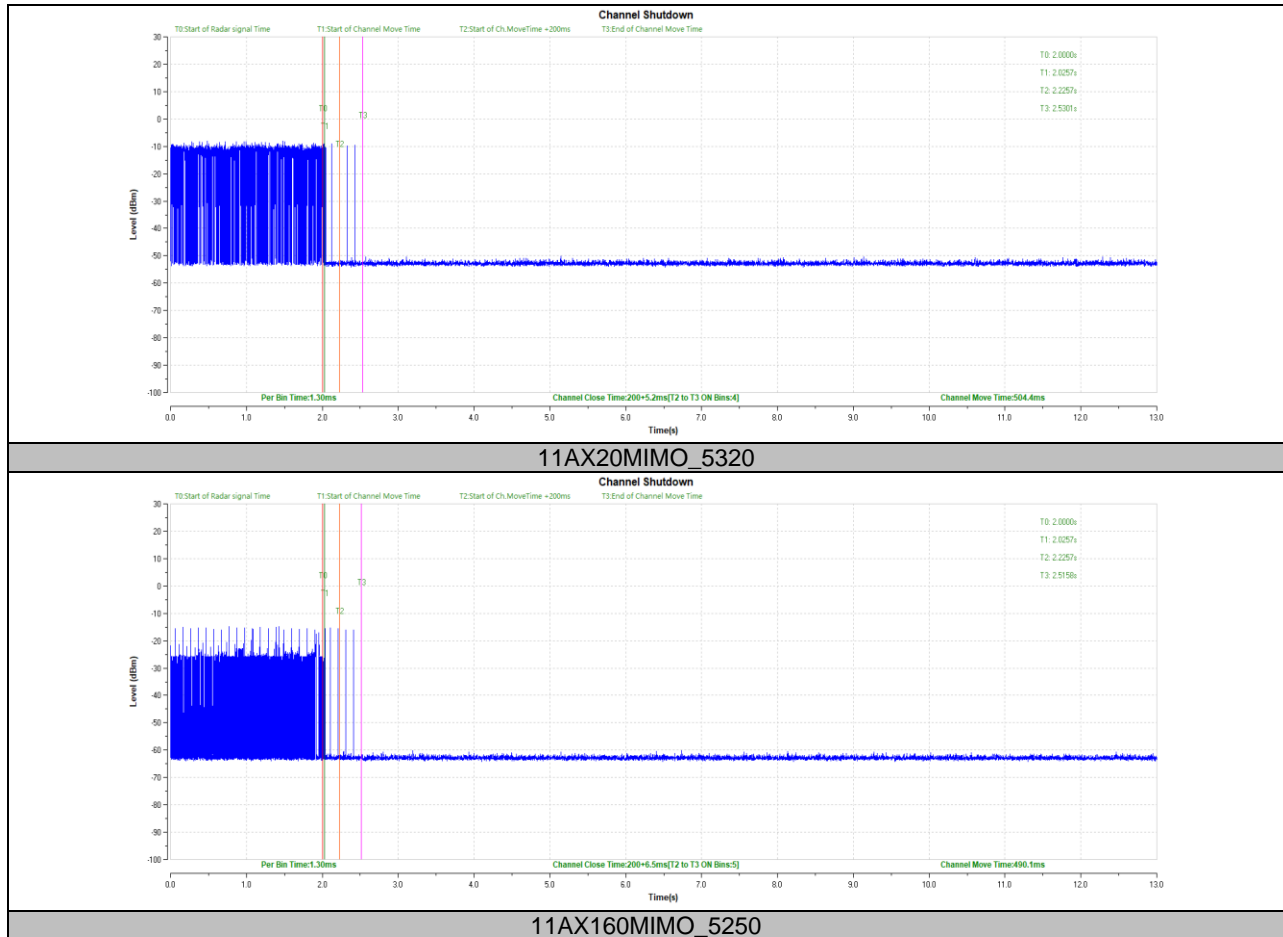 Channel Shutdown
T0:Start of Radar signal Time T1:Start of Channel Move Time T2:Start of Ch.MoveTime +200ms T3:End of Channel Move Time
30
20
10
0
-10
-20
-30
-40
-50
-60
-70
-80
-90
-100
Level (dBm)
T0
T1
T2
T3
T0: 2.0000s
T1: 2.0257s
T2: 2.2257s
T3: 2.5301s
Per Bin Time:1.30ms Channel Close Time:200+5.2ms[T2 to T3 ON Bins:4] Channel Move Time:504.4ms
0.0 1.0 2.0 3.0 4.0 5.0 6.0 7.0 8.0 9.0 10.0 11.0 12.0 13.0
Time(s)
11AX20MIMO_5320
Channel Shutdown
T0:Start of Radar signal Time T1:Start of Channel Move Time T2:Start of Ch.MoveTime +200ms T3:End of Channel Move Time
30
20
10
0
-10
-20
-30
-40
-50
-60
-70
-80
-90
-100
Level (dBm)
T0
T1
T2
T3
T0: 2.0000s
T1: 2.0257s
T2: 2.2257s
T3: 2.5158s
Per Bin Time:1.30ms Channel Close Time:200+6.5ms[T2 to T3 ON Bins:5] Channel Move Time:490.1ms
0.0 1.0 2.0 3.0 4.0 5.0 6.0 7.0 8.0 9.0 10.0 11.0 12.0 13.0
Time(s)
11AX160MIMO_5250